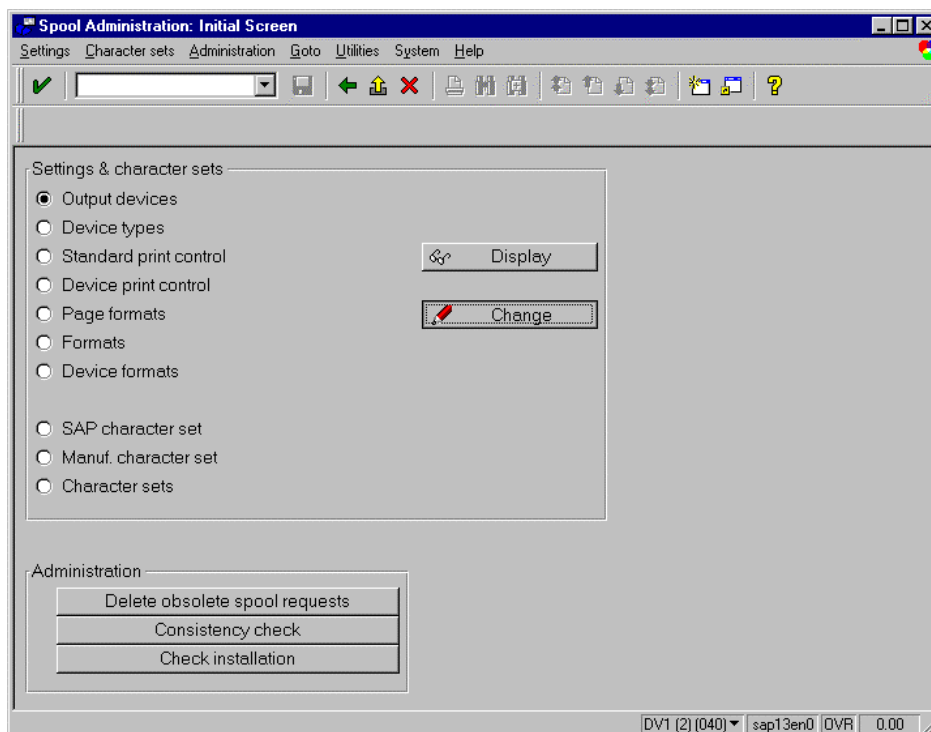 Spool Administration: Initial Screen
Settings Character sets Administration Goto Utilities System Help
Settings & character sets
Output devices
Device types
Standard print control
Display
Device print control
Page formats
Change
Formats
Device formats
SAP character set
Manuf. character set
Character sets
Administration
Delete obsolete spool requests
Consistency check
Check installation
DV1 (2) (040) sap13en0 OVR 0.00